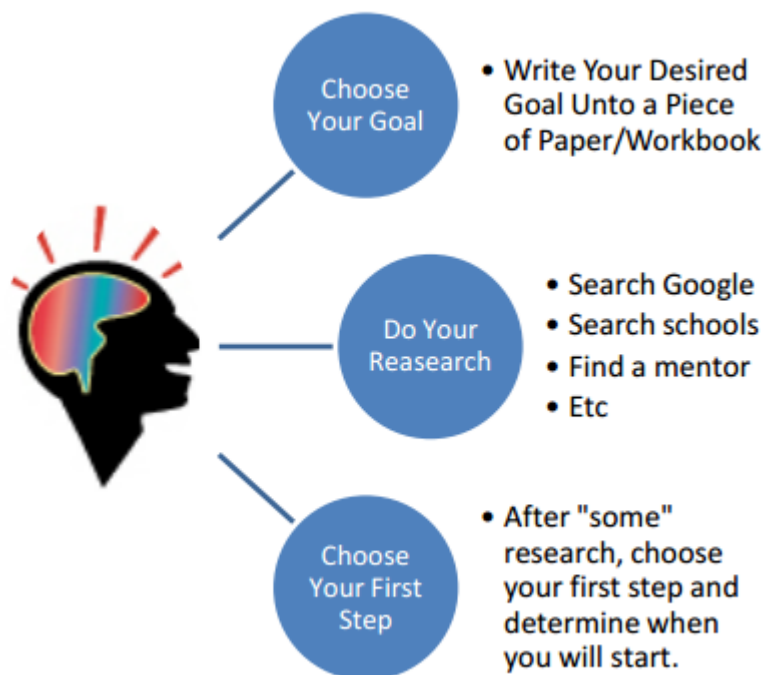 Choose
Your Goal
• Write Your Desired
Goal Unto a Piece
of Paper/Workbook
Do Your
Reasearch
• Search Google
• Search schools
• Find a mentor
• Etc
Choose
Your First
Step
• After "some"
research, choose
your first step and
determine when
you will start.